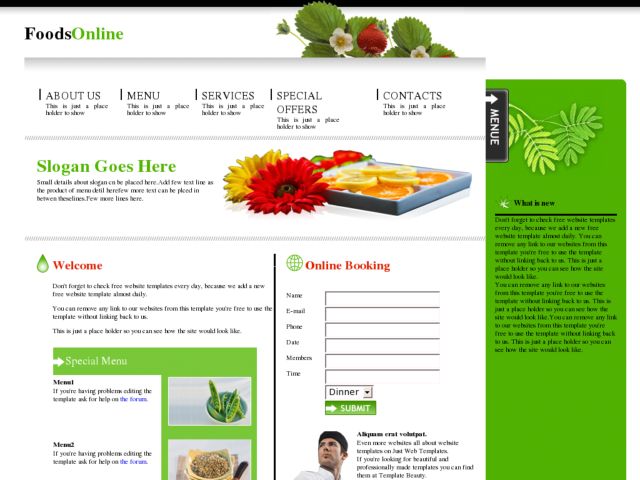 FoodsOnline
ABOUT US
This is just a place
holder to show
MENU
This is just a place
holder to show
SERVICES
This is just a place
holder to show
SPECIAL
OFFERS
This is just a place
holder to show
CONTACTS
This is just a place
holder to show
MENUE
Slogan Goes Here
Small details about skogan cn be placed here.Add few text line as
the product of menu detil herefew more text can be plced in
betwen theselines.Few more lines here.
What is new
Don't forget to check free website templates
every day, because we add a new free
website template almost daily. You can
remove any link to our websites from this
template you're free to use the template
without linking back to us. This is just a
place holder so you can see how the site
would look like.
You can remove any link to our websites
from this template you're free to use the
template without linking back to us. This is
just a place holder so you can see how the
site would look like.You can remove any link
to our websites from this template you're
free to use the template without linking back
to us. This is just a place holder so you can
see how the site would look like.
Welcome
Don't forget to check free website templates every day, because we add a new
free website template almost daily.
You can remove any link to our websites from this template you're free to use the
template without linking back to us.
This is just a place holder so you can see how the site would look like.
Special Menu
Menu1
If you're having problems editing the
template ask for help on the forum.
Menu2
If you're having problems editing the
template ask for help on the forum.
Online Booking
Name
E-mail
Phone
Date
Members
Time
Dinner
SUBMIT
Aliquam erat volutpat.
Even more websites all about website
templates on Just Web Templates.
If you're looking for beautiful and
professionally made templates you can find
them at Template Beauty.